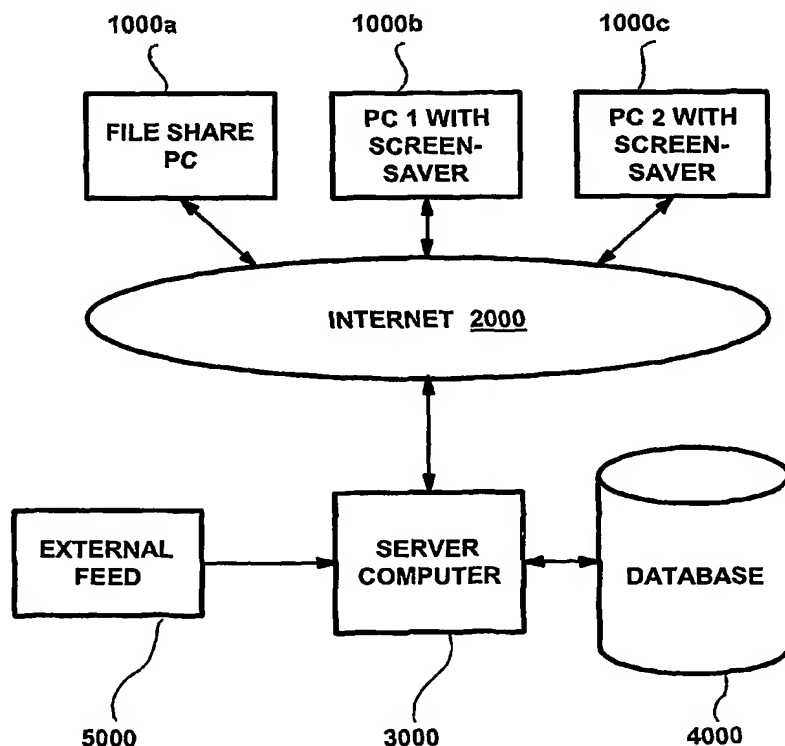 1000a
1000b
1000c
FILE SHARE
PC
PC 1 WITH
SCREEN-
SAVER
PC 2 WITH
SCREEN-
SAVER
INTERNET 2000
EXTERNAL
FEED
SERVER
COMPUTER
DATABASE
5000
3000
4000